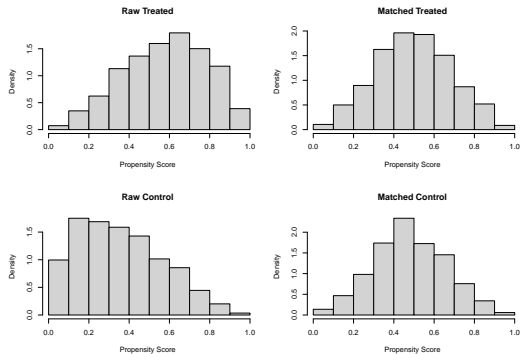 Raw Treated
Density
0.0 0.5 1.0 1.5
0.0 0.2 0.4 0.6 0.8 1.0
Propensity Score
Matched Treated
Density
0.0 0.5 1.0 1.5 2.0
0.0 0.2 0.4 0.6 0.8 1.0
Propensity Score
Raw Control
Density
0.0 0.5 1.0 1.5
0.0 0.2 0.4 0.6 0.8 1.0
Propensity Score
Matched Control
Density
0.0 0.5 1.0 1.5 2.0
0.0 0.2 0.4 0.6 0.8 1.0
Propensity Score